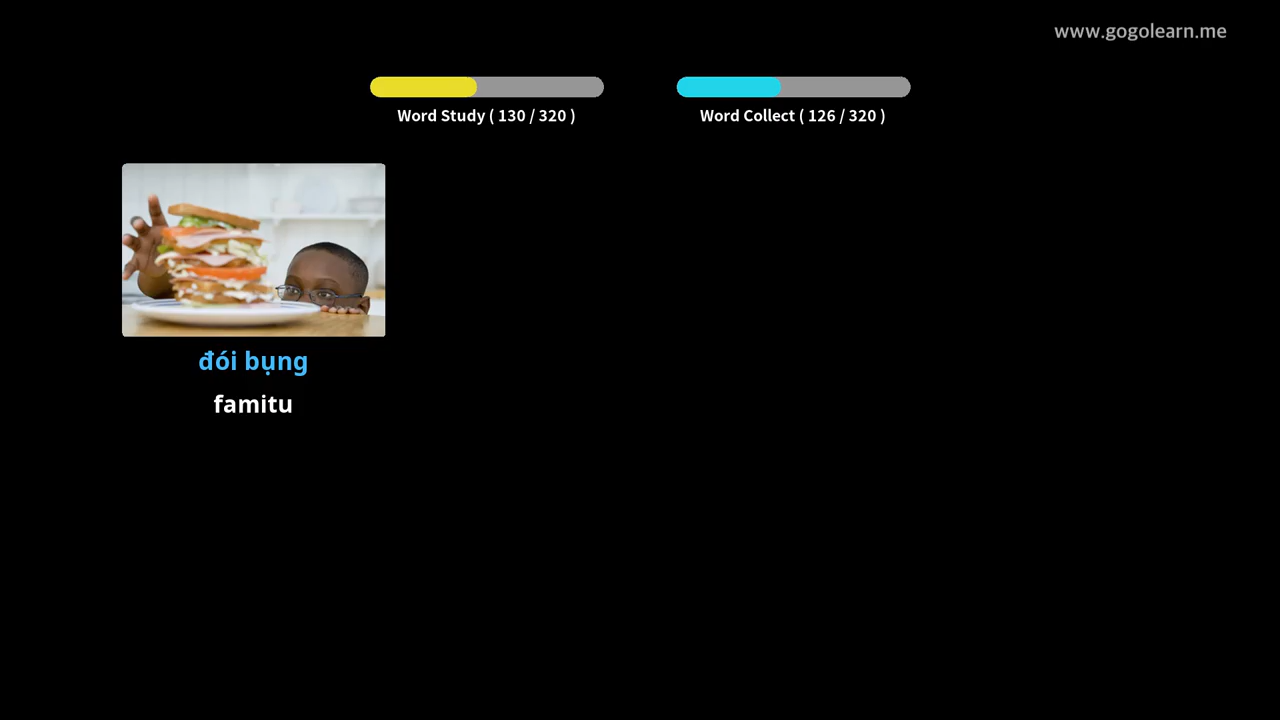 www.gogolearn.me
Word Study ( 130 / 320 )
Word Collect ( 126 / 320 )
đói bụng
famitu